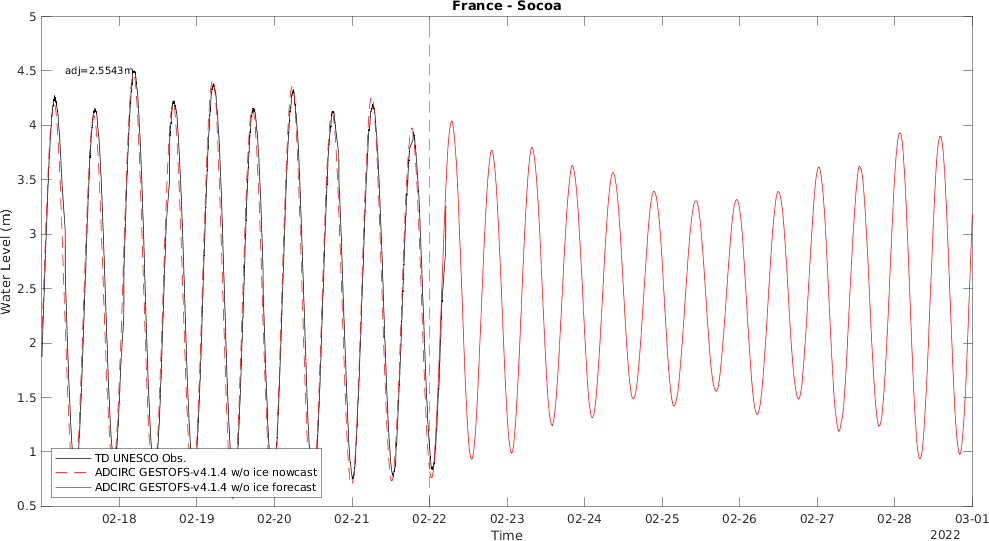 France - Socoa
5
4.5
4
3.5
3
2.5
2
1.5
1
0.5
Water Level (m)
adj=2.5543m
TD UNESCO Obs.
ADCIRC GESTOFS-v4.1.4 w/o ice nowcast
ADCIRC GESTOFS-v4.1.4 w/o ice forecast
02-18 02-19 02-20 02-21 02-22 02-23 02-24 02-25 02-26 02-27 02-28 03-01
Time
2022